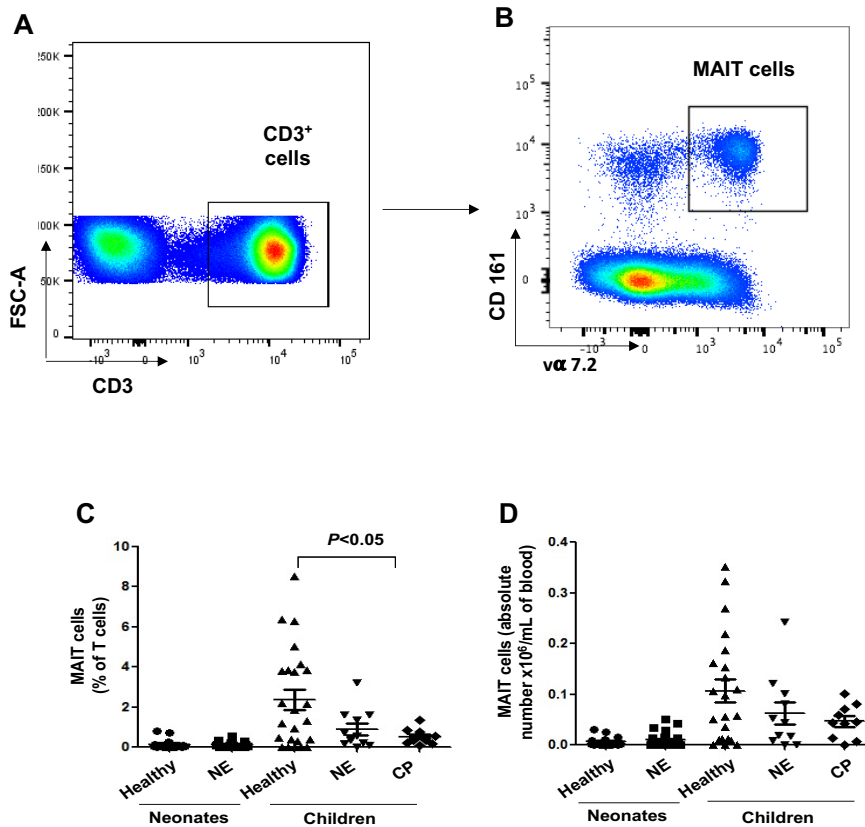 A
250K
200K
150K
100K
50K
0
FSC-A
CD3⁺
cells
-10³ 0 10³ 10⁴ 10⁵
CD3
B
MAIT cells
10⁵
10⁴
10³
0
CD 161
-10³ 0 10³ 10⁴ 10⁵
vα 7.2
C
P<0.05
10
8
6
4
2
0
MAIT cells
(% of T cells)
Healthy NE Healthy NE CP
Neonates Children
D
0.4
0.3
0.2
0.1
0.0
MAIT cells (absolute
number x10⁶/mL of blood)
Healthy NE Healthy NE CP
Neonates Children